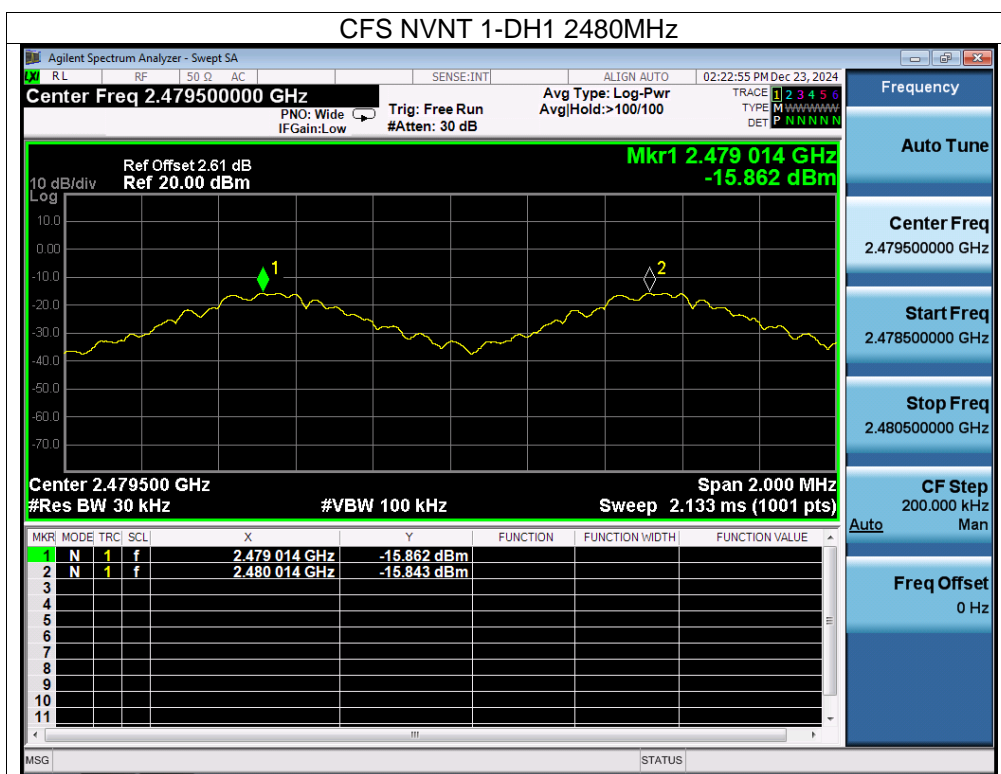 CFS NVNT 1-DH1 2480MHz
Agilent Spectrum Analyzer - Swept SA
LXI RL RF 50 Ω AC SENSE:INT ALIGN AUTO 02:22:55 PM Dec 23, 2024
Center Freq 2.479500000 GHz
PNO: Wide
IFGain:Low
Trig: Free Run
#Atten: 30 dB
Avg Type: Log-Pwr
Avg|Hold:>100/100
TRACE 1 2 3 4 5 6
TYPE M WWWWW
DET P N N N N N
Mkr1 2.479 014 GHz
-15.862 dBm
Ref Offset 2.61 dB
10 dB/div Ref 20.00 dBm
Log
10.0
0.00
-10.0
-20.0
-30.0
-40.0
-50.0
-60.0
-70.0
1
2
Center 2.479500 GHz Span 2.000 MHz
#Res BW 30 kHz #VBW 100 kHz Sweep 2.133 ms (1001 pts)
MKR MODE TRC SCL X Y FUNCTION FUNCTION WIDTH FUNCTION VALUE
1 N 1 f 2.479 014 GHz -15.862 dBm
2 N 1 f 2.480 014 GHz -15.843 dBm
3
4
5
6
7
8
9
10
11
MSG STATUS
Frequency
Auto Tune
Center Freq
2.479500000 GHz
Start Freq
2.478500000 GHz
Stop Freq
2.480500000 GHz
CF Step
200.000 kHz
Auto Man
Freq Offset
0 Hz